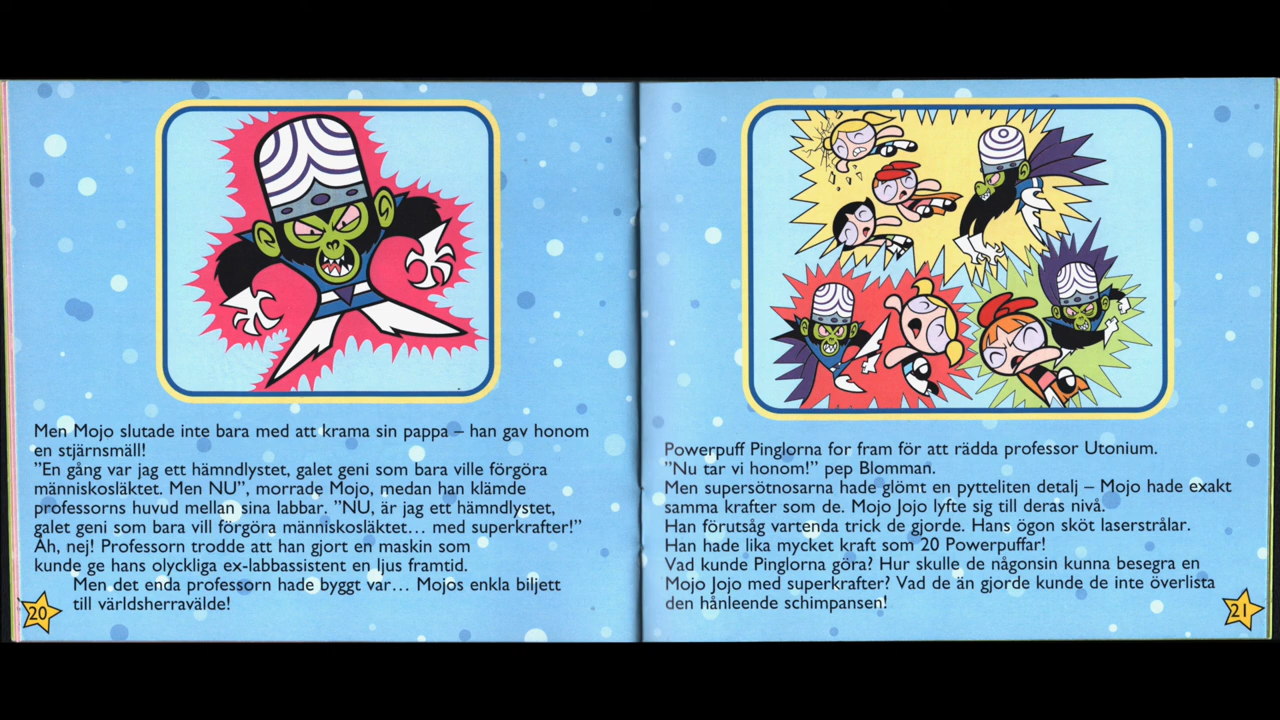 Men Mojo slutade inte bara med att krama sin pappa – han gav honom
en stjärnsmäll!
”En gång var jag ett hämndlystet, galet geni som bara ville förgöra
människosläktet. Men NU”, morrade Mojo, medan han klämde
professorns huvud mellan sina labbar. ”NU, är jag ett hämndlystet,
galet geni som bara vill förgöra människosläktet... med superkrafter!”
Åh, nej! Professorn trodde att han gjort en maskin som
kunde ge hans olyckliga ex-labbassistent en ljus framtid.
Men det enda professorn hade byggt var... Mojos enkla biljett
till världsherravälde!
20
Powerpuff Pinglorna for fram för att rädda professor Utonium.
”Nu tar vi honom!” pep Blomman.
Men supersötnosarna hade glömt en pytteliten detalj – Mojo hade exakt
samma krafter som de. Mojo Jojo lyfte sig till deras nivå.
Han förutsåg vartenda trick de gjorde. Hans ögon sköt laserstrålar.
Han hade lika mycket kraft som 20 Powerpuffar!
Vad kunde Pinglorna göra? Hur skulle de någonsin kunna besegra en
Mojo Jojo med superkrafter? Vad de än gjorde kunde de inte överlista
den hånleende schimpansen!
21